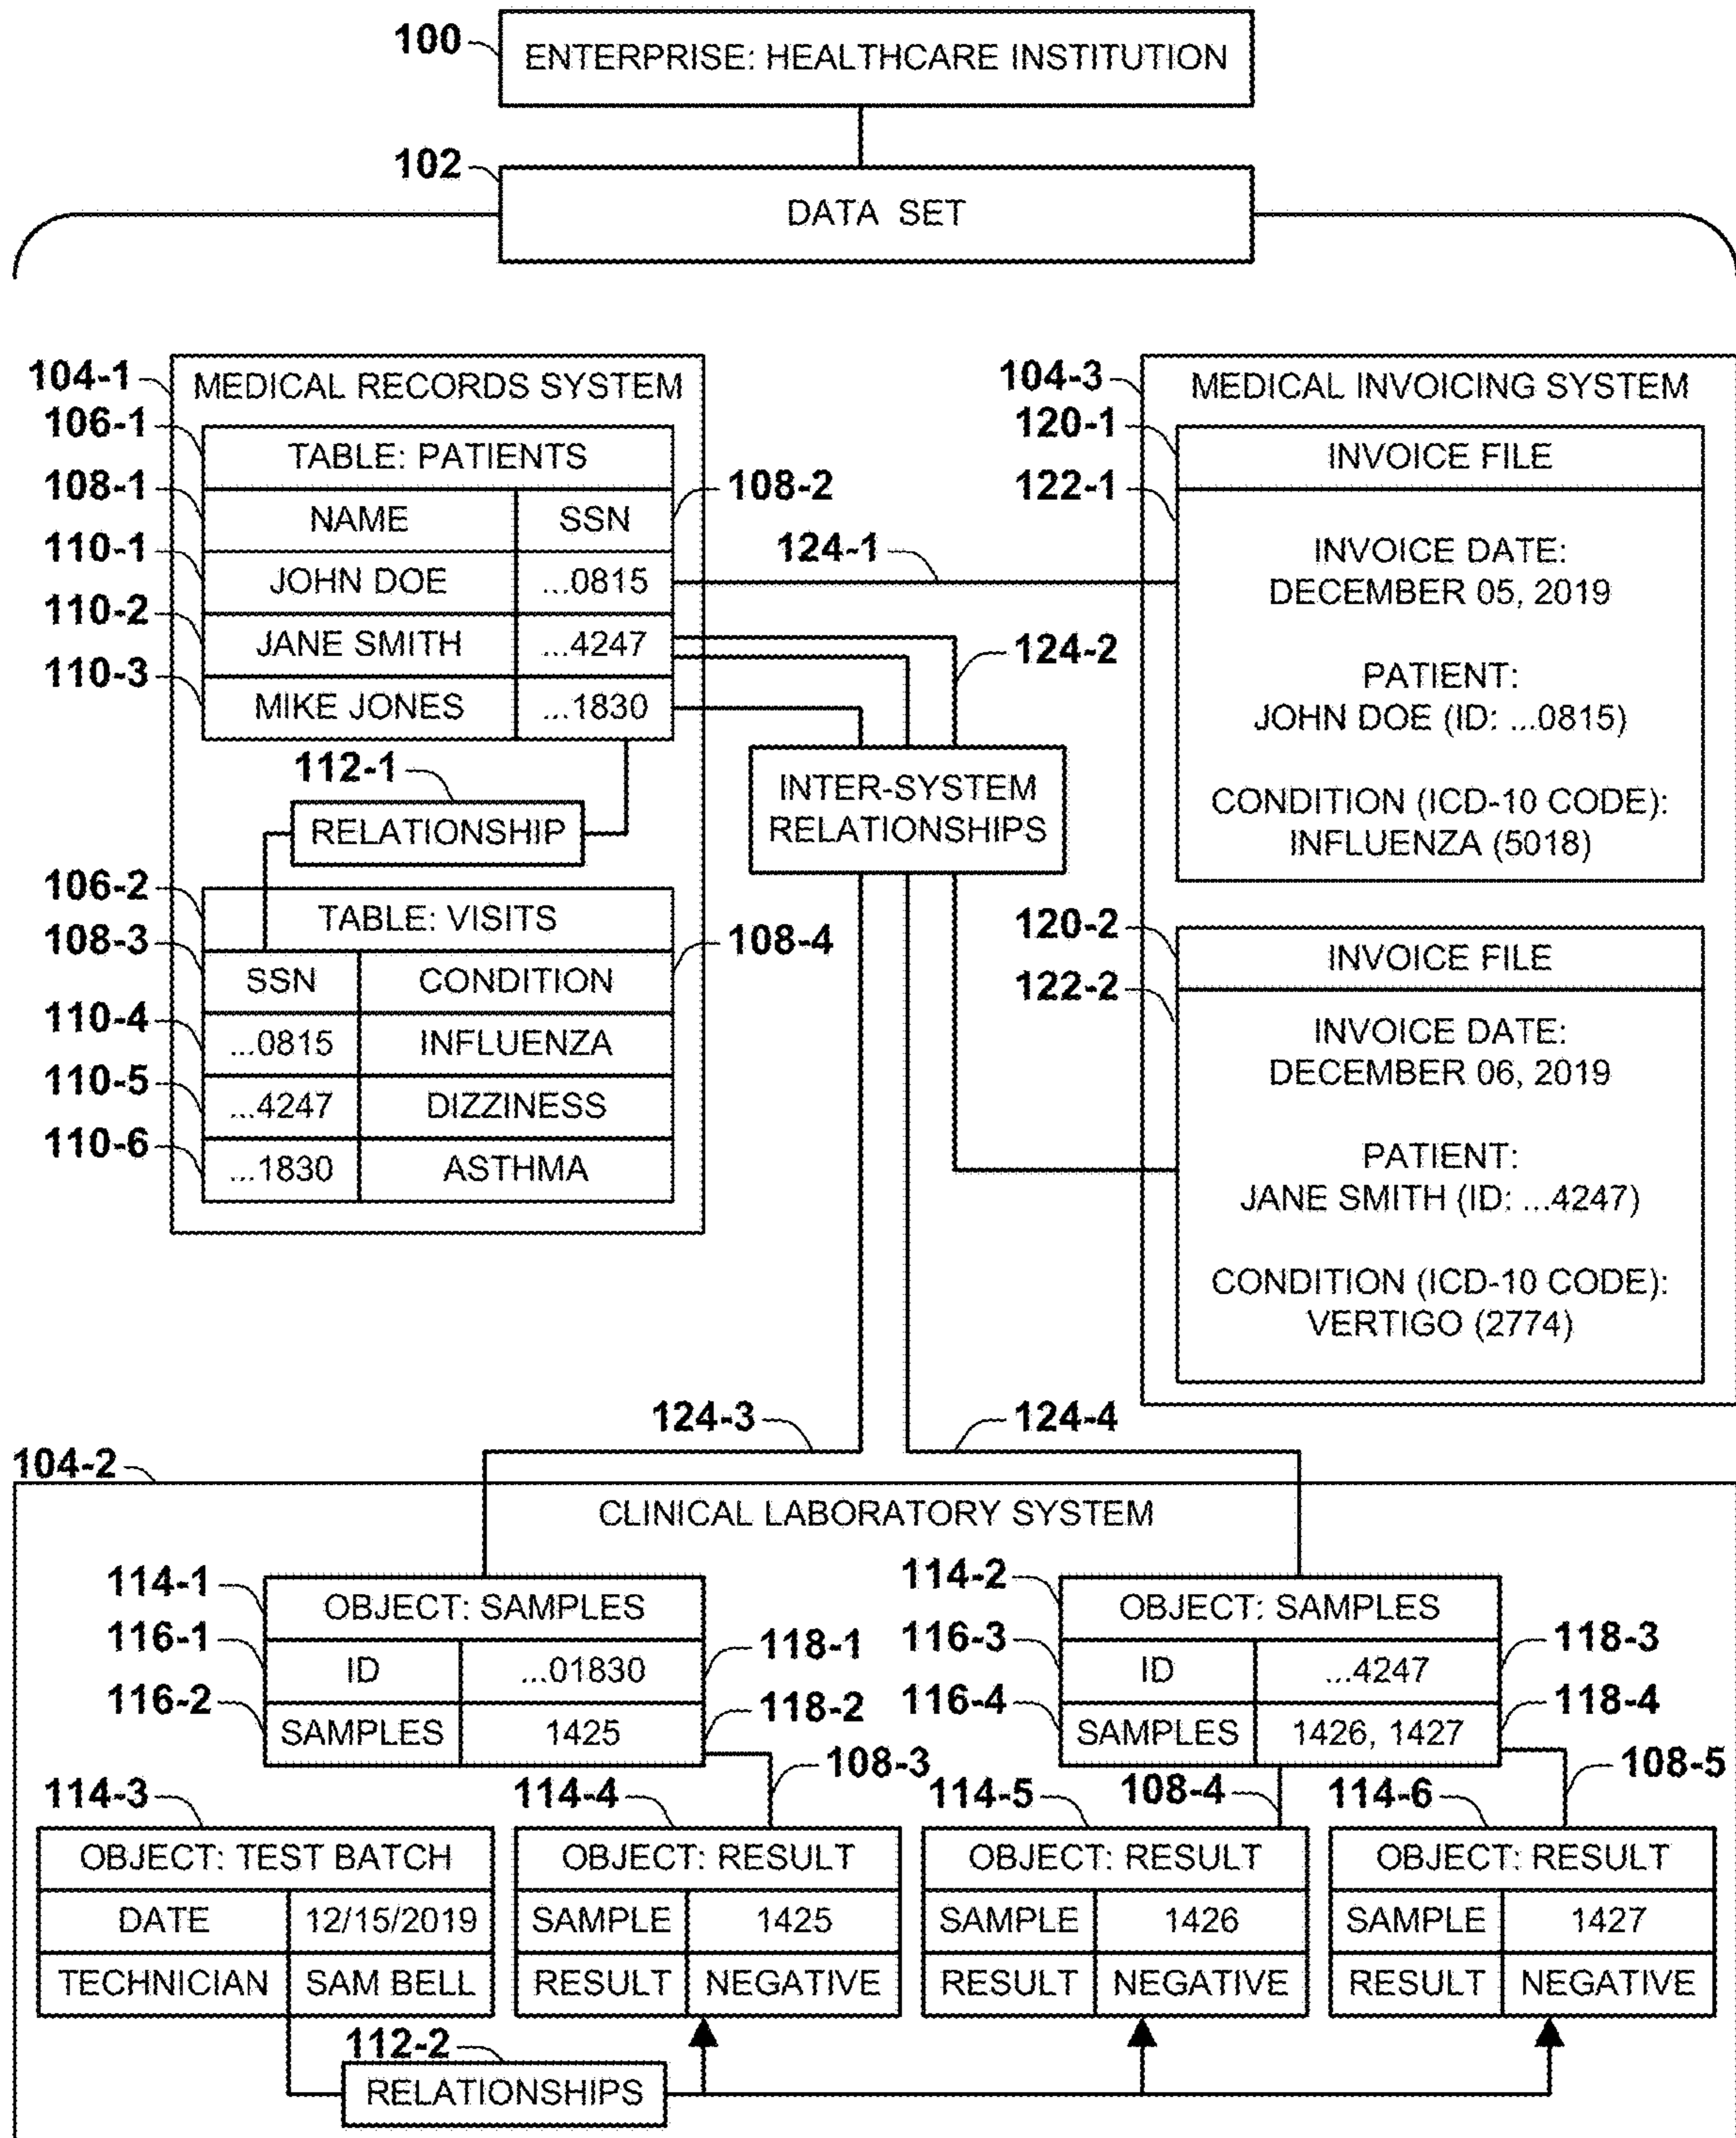 100
ENTERPRISE: HEALTHCARE INSTITUTION
102
DATA SET
104-1
MEDICAL RECORDS SYSTEM
106-1
TABLE: PATIENTS
108-1
108-2
NAME SSN
110-1
JOHN DOE ...0815
110-2
JANE SMITH ...4247
110-3
MIKE JONES ...1830
112-1
RELATIONSHIP
106-2
TABLE: VISITS
108-3
108-4
SSN CONDITION
110-4
...0815 INFLUENZA
110-5
...4247 DIZZINESS
110-6
...1830 ASTHMA
124-1
124-2
INTER-SYSTEM
RELATIONSHIPS
104-3
MEDICAL INVOICING SYSTEM
120-1
INVOICE FILE
122-1
INVOICE DATE:
DECEMBER 05, 2019
PATIENT:
JOHN DOE (ID: ...0815)
CONDITION (ICD-10 CODE):
INFLUENZA (5018)
120-2
INVOICE FILE
122-2
INVOICE DATE:
DECEMBER 06, 2019
PATIENT:
JANE SMITH (ID: ...4247)
CONDITION (ICD-10 CODE):
VERTIGO (2774)
124-3
124-4
104-2
CLINICAL LABORATORY SYSTEM
114-1
OBJECT: SAMPLES
116-1
118-1
ID ...01830
116-2
118-2
SAMPLES 1425
114-2
OBJECT: SAMPLES
116-3
118-3
ID ...4247
116-4
118-4
SAMPLES 1426, 1427
108-3
108-4
108-5
114-3
OBJECT: TEST BATCH
DATE 12/15/2019
TECHNICIAN SAM BELL
114-4
OBJECT: RESULT
SAMPLE 1425
RESULT NEGATIVE
114-5
OBJECT: RESULT
SAMPLE 1426
RESULT NEGATIVE
114-6
OBJECT: RESULT
SAMPLE 1427
RESULT NEGATIVE
112-2
RELATIONSHIPS